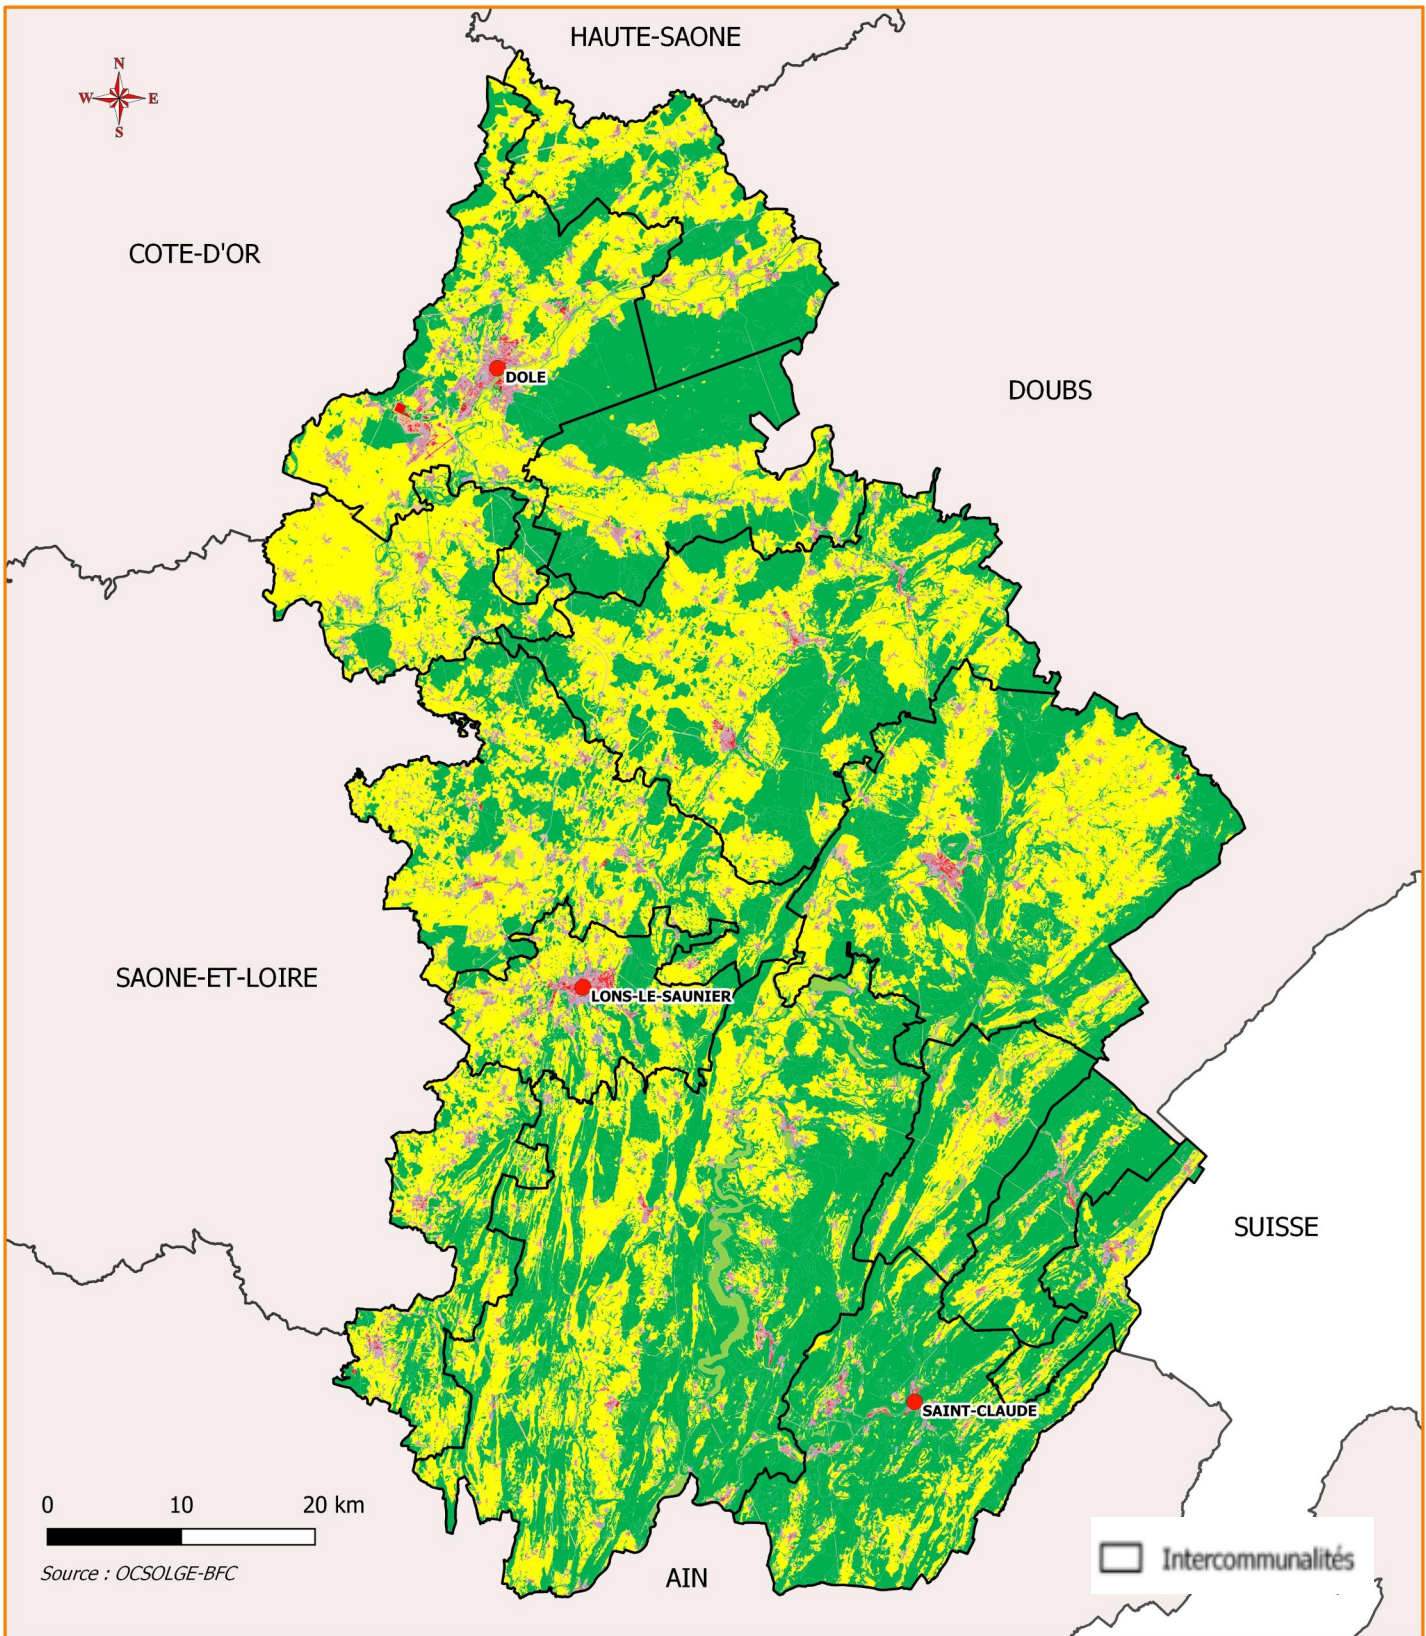 HAUTE-SAONE
N
W E
S
COTE-D'OR
DOLE
DOUBS
SAONE-ET-LOIRE
LONS-LE-SAUNIER
SUISSE
SAINT-CLAUDE
0 10 20 km
Source : OCSOLGE-BFC
AIN
Intercommunalités